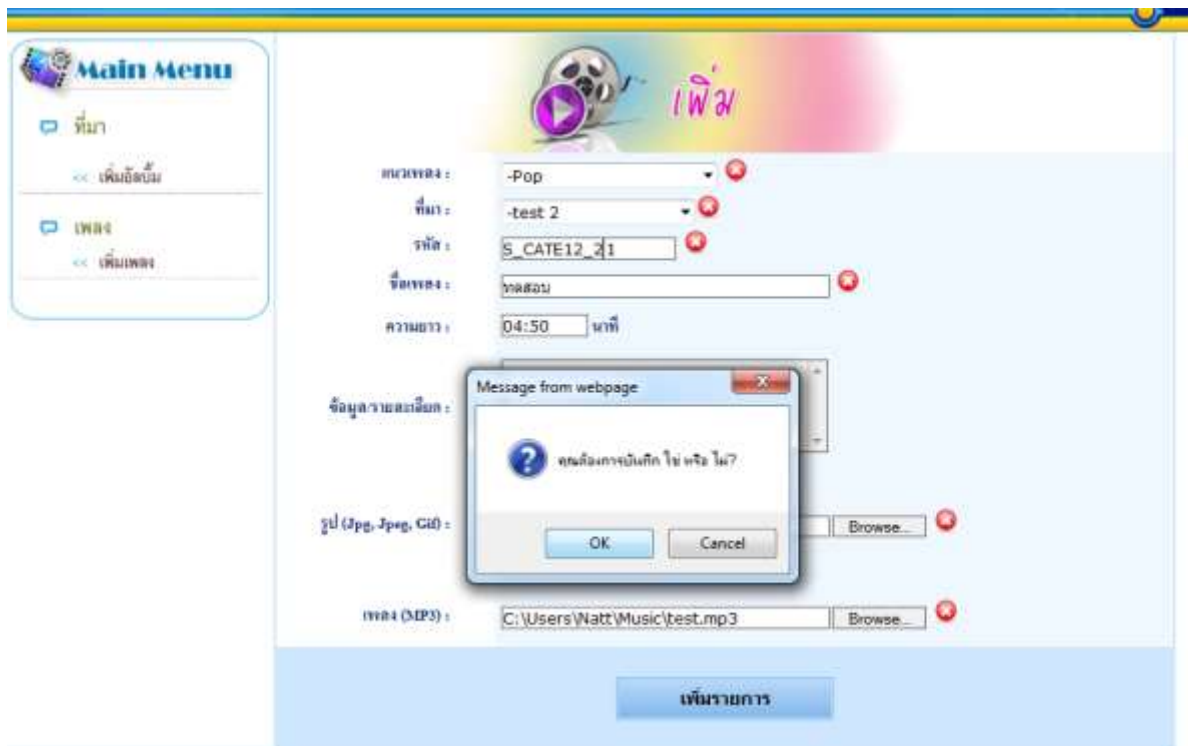 Main Menu
ที่มา
<< เพิ่มอัลบั้ม
เพลง
<< เพิ่มเพลง
เพิ่ม
แนวเพลง : -Pop
ที่มา : -test 2
รหัส : S_CATE12_21
ชื่อเพลง : ทดสอบ
ความยาว : 04:50 นาที
ข้อมูล/รายละเอียด :
Message from webpage
คุณต้องการบันทึก ใช่ หรือ ไม่?
OK Cancel
รูป (Jpg, Jpeg, Gif) : Browse...
เพลง (MP3) : C:\Users\Natt\Music\test.mp3 Browse...
เพิ่มรายการ